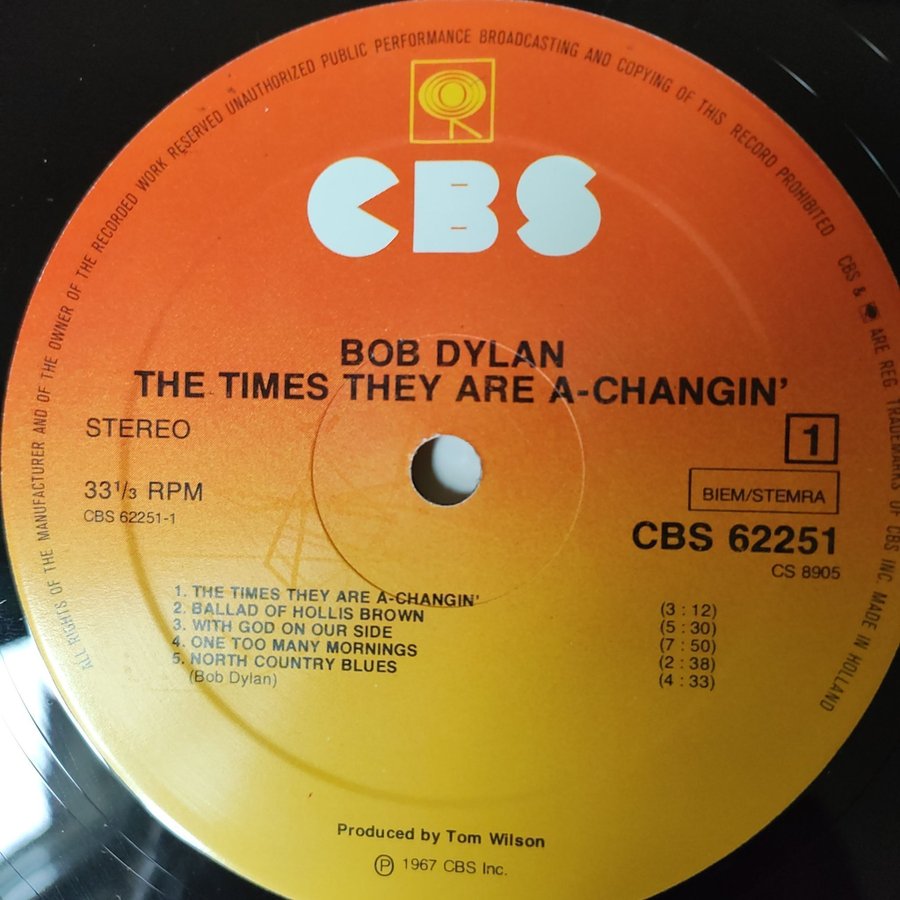 ALL RIGHTS OF THE MANUFACTURER AND OF THE OWNER OF THE RECORDED WORK RESERVED UNAUTHORIZED PUBLIC PERFORMANCE BROADCASTING AND COPYING OF THIS RECORD PROHIBITED
CBS & ARE REG. TRADEMARKS OF CBS INC. MADE IN HOLLAND
CBS
BOB DYLAN
THE TIMES THEY ARE A-CHANGIN'
STEREO
1
33 1/3 RPM
BIEM/STEMRA
CBS 62251-1
CBS 62251
CS 8905
1. THE TIMES THEY ARE A-CHANGIN' (3 : 12)
2. BALLAD OF HOLLIS BROWN (5 : 30)
3. WITH GOD ON OUR SIDE (7 : 50)
4. ONE TOO MANY MORNINGS (2 : 38)
5. NORTH COUNTRY BLUES (4 : 33)
(Bob Dylan)
Produced by Tom Wilson
Ⓟ 1967 CBS Inc.